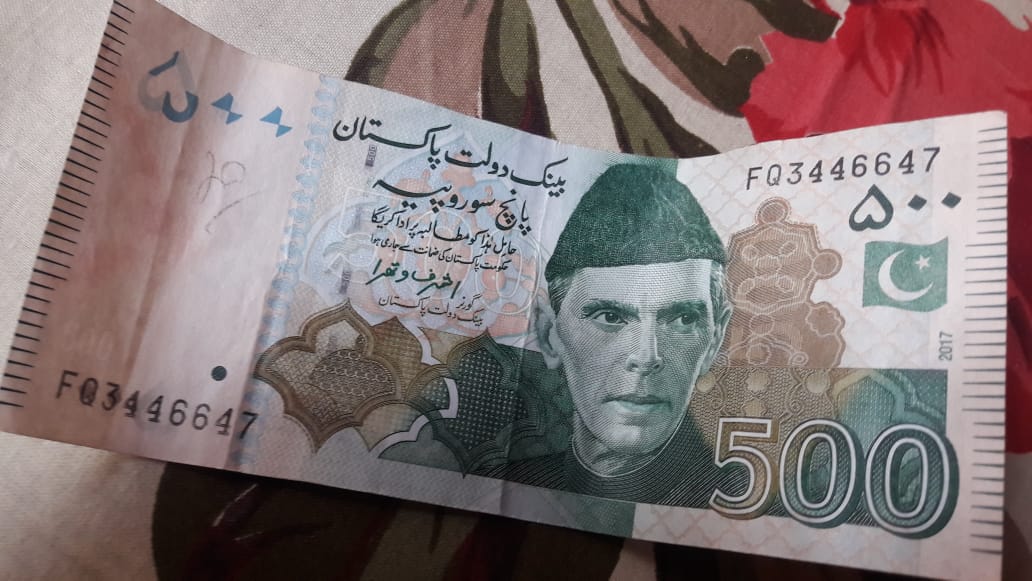 ۵۰۰
بینک دولت پاکستان
پانچ سو روپیہ
حامل ہٰذا کو مطالبہ پر ادا کریگا
حکومت پاکستان کی ضمانت سے جاری ہوا
اشرف وتھرا
گورنر
بینک دولت پاکستان
FQ3446647
۵۰۰
2017
FQ3446647
500